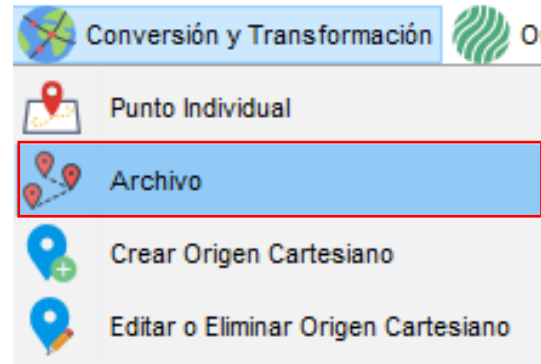 Conversión y Transformación
Punto Individual
Archivo
Crear Origen Cartesiano
Editar o Eliminar Origen Cartesiano